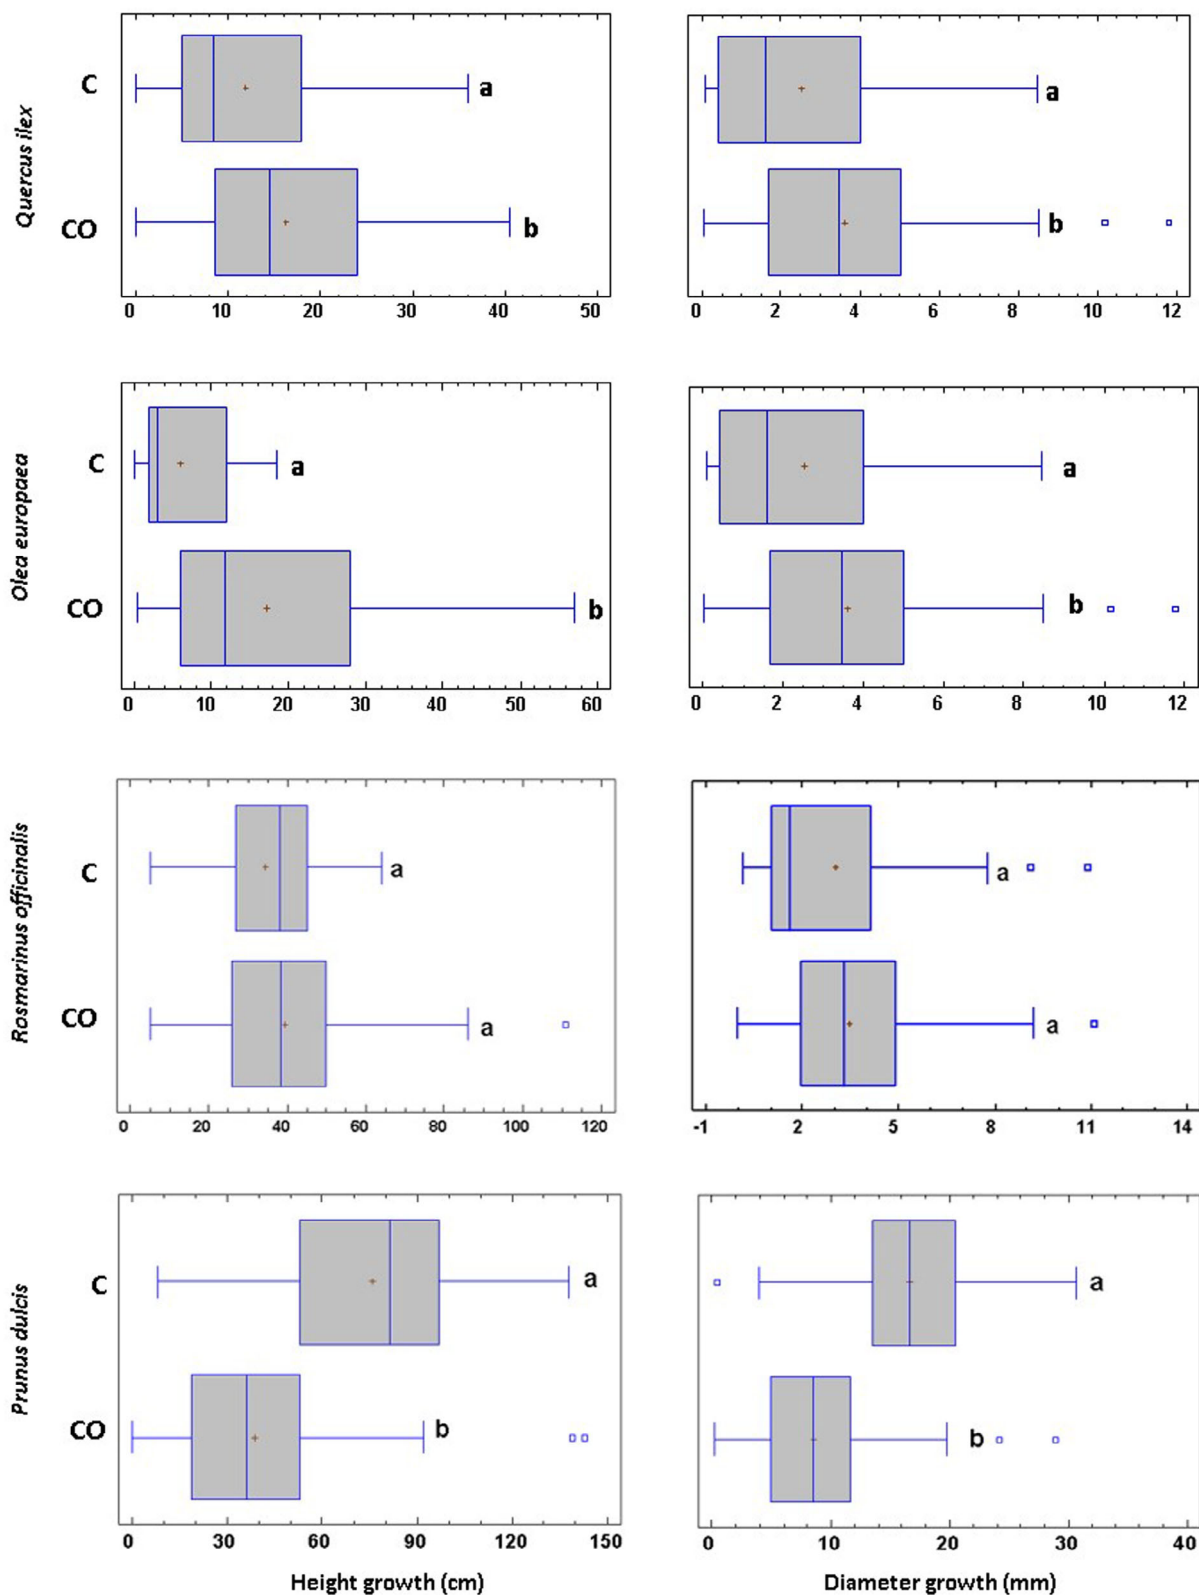 Quercus ilex
C
a
a
CO
b
b
0 10 20 30 40 50
0 2 4 6 8 10 12
Olea europaea
C
a
a
CO
b
b
0 10 20 30 40 50 60
0 2 4 6 8 10 12
Rosmarinus officinalis
C
a
a
CO
a
a
0 20 40 60 80 100 120
-1 2 5 8 11 14
Prunus dulcis
C
a
a
CO
b
b
0 30 60 90 120 150
0 10 20 30 40
Height growth (cm)
Diameter growth (mm)